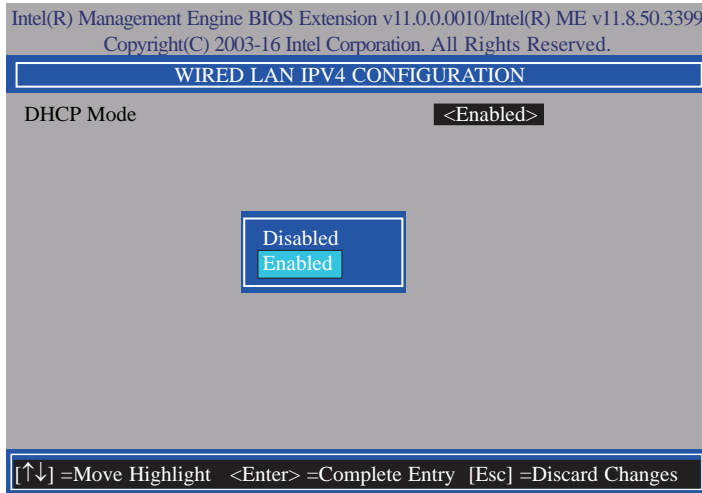 Intel(R) Management Engine BIOS Extension v11.0.0.0010/Intel(R) ME v11.8.50.3399
Copyright(C) 2003-16 Intel Corporation. All Rights Reserved.
WIRED LAN IPV4 CONFIGURATION
DHCP Mode <Enabled>
Disabled
Enabled
[↑↓] =Move Highlight <Enter> =Complete Entry [Esc] =Discard Changes